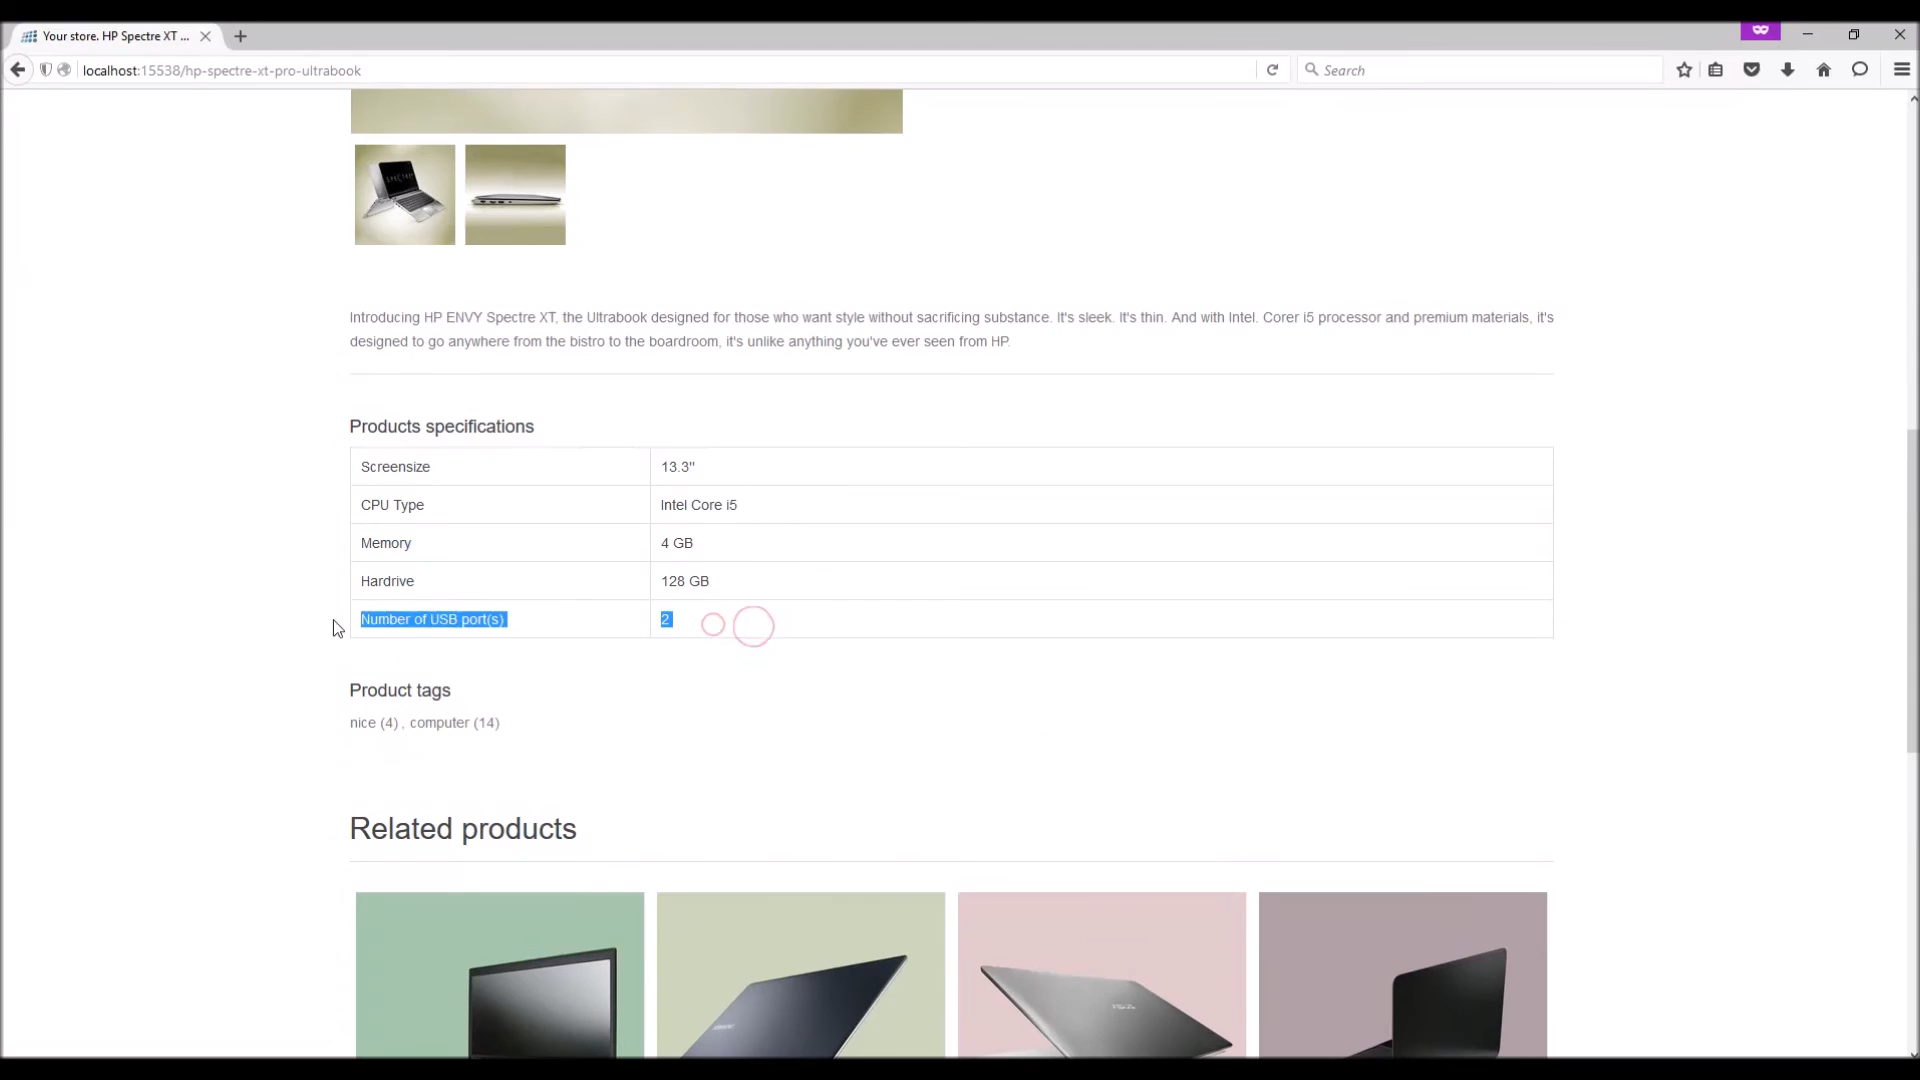 Your store. HP Spectre XT ...
localhost:15538/hp-spectre-xt-pro-ultrabook
Search
Introducing HP ENVY Spectre XT, the Ultrabook designed for those who want style without sacrificing substance. It's sleek. It's thin. And with Intel. Corer i5 processor and premium materials, it's
designed to go anywhere from the bistro to the boardroom, it's unlike anything you've ever seen from HP.
Products specifications
Screensize 13.3"
CPU Type Intel Core i5
Memory 4 GB
Hardrive 128 GB
Number of USB port(s) 2
Product tags
nice (4) , computer (14)
Related products